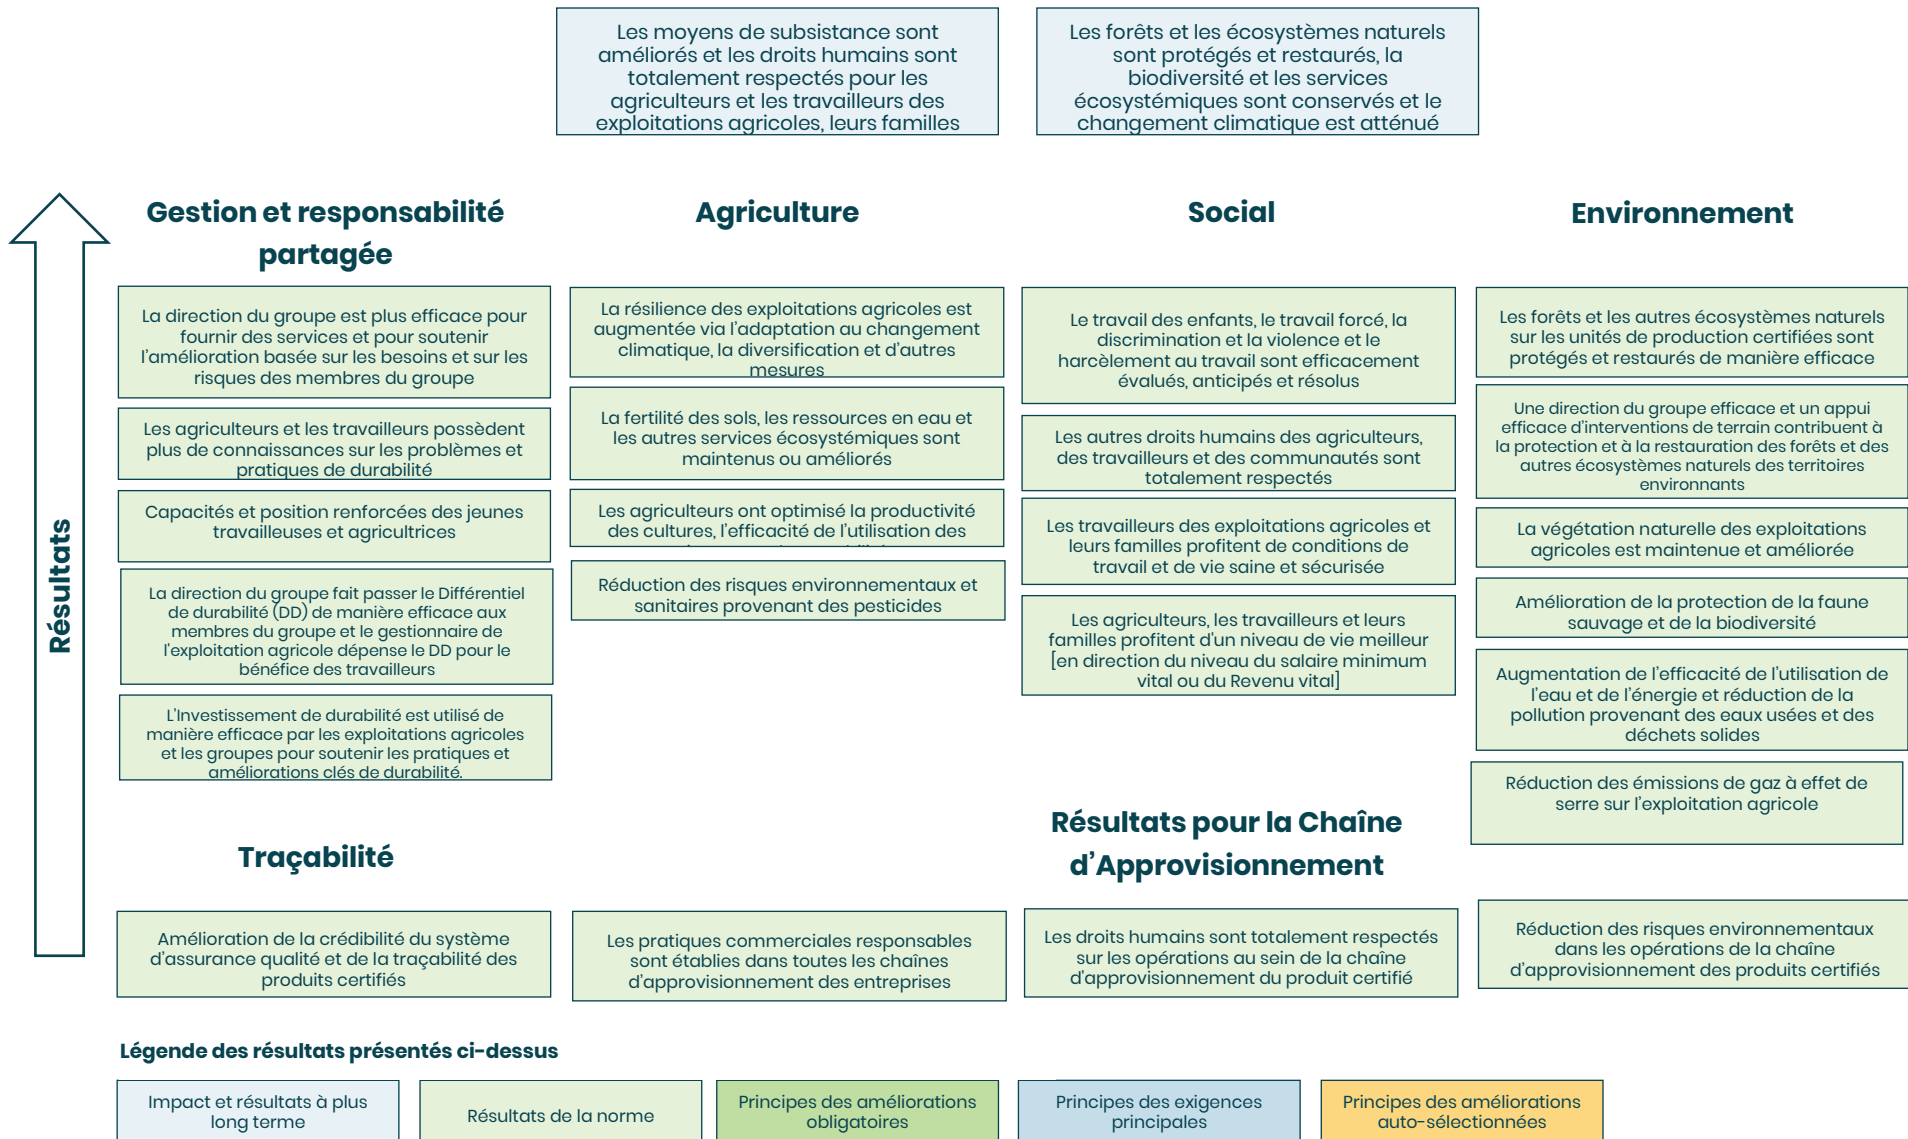 Les moyens de subsistance sont
améliorés et les droits humains sont
totalement respectés pour les
agriculteurs et les travailleurs des
exploitations agricoles, leurs familles
Les forêts et les écosystèmes naturels
sont protégés et restaurés, la
biodiversité et les services
écosystémiques sont conservés et le
changement climatique est atténué
Résultats
Gestion et responsabilité
partagée
La direction du groupe est plus efficace pour
fournir des services et pour soutenir
l'amélioration basée sur les besoins et sur les
risques des membres du groupe
Les agriculteurs et les travailleurs possèdent
plus de connaissances sur les problèmes et
pratiques de durabilité
Capacités et position renforcées des jeunes
travailleuses et agricultrices
La direction du groupe fait passer le Différentiel
de durabilité (DD) de manière efficace aux
membres du groupe et le gestionnaire de
l'exploitation agricole dépense le DD pour le
bénéfice des travailleurs
L'Investissement de durabilité est utilisé de
manière efficace par les exploitations agricoles
et les groupes pour soutenir les pratiques et
améliorations clés de durabilité.
Agriculture
La résilience des exploitations agricoles est
augmentée via l'adaptation au changement
climatique, la diversification et d'autres
mesures
La fertilité des sols, les ressources en eau et
les autres services écosystémiques sont
maintenus ou améliorés
Les agriculteurs ont optimisé la productivité
des cultures, l'efficacité de l'utilisation des
Réduction des risques environnementaux et
sanitaires provenant des pesticides
Social
Le travail des enfants, le travail forcé, la
discrimination et la violence et le
harcèlement au travail sont efficacement
évalués, anticipés et résolus
Les autres droits humains des agriculteurs,
des travailleurs et des communautés sont
totalement respectés
Les travailleurs des exploitations agricoles et
leurs familles profitent de conditions de
travail et de vie saine et sécurisée
Les agriculteurs, les travailleurs et leurs
familles profitent d'un niveau de vie meilleur
[en direction du niveau du salaire minimum
vital ou du Revenu vital]
Environnement
Les forêts et les autres écosystèmes naturels
sur les unités de production certifiées sont
protégés et restaurés de manière efficace
Une direction du groupe efficace et un appui
efficace d'interventions de terrain contribuent à
la protection et à la restauration des forêts et des
autres écosystèmes naturels des territoires
environnants
La végétation naturelle des exploitations
agricoles est maintenue et améliorée
Amélioration de la protection de la faune
sauvage et de la biodiversité
Augmentation de l'efficacité de l'utilisation de
l'eau et de l'énergie et réduction de la
pollution provenant des eaux usées et des
déchets solides
Réduction des émissions de gaz à effet de
serre sur l'exploitation agricole
Traçabilité
Résultats pour la Chaîne
d'Approvisionnement
Amélioration de la crédibilité du système
d'assurance qualité et de la traçabilité des
produits certifiés
Les pratiques commerciales responsables
sont établies dans toutes les chaînes
d'approvisionnement des entreprises
Les droits humains sont totalement respectés
sur les opérations au sein de la chaîne
d'approvisionnement du produit certifié
Réduction des risques environnementaux
dans les opérations de la chaîne
d'approvisionnement des produits certifiés
Légende des résultats présentés ci-dessus
Impact et résultats à plus
long terme
Résultats de la norme
Principes des améliorations
obligatoires
Principes des exigences
principales
Principes des améliorations
auto-sélectionnées